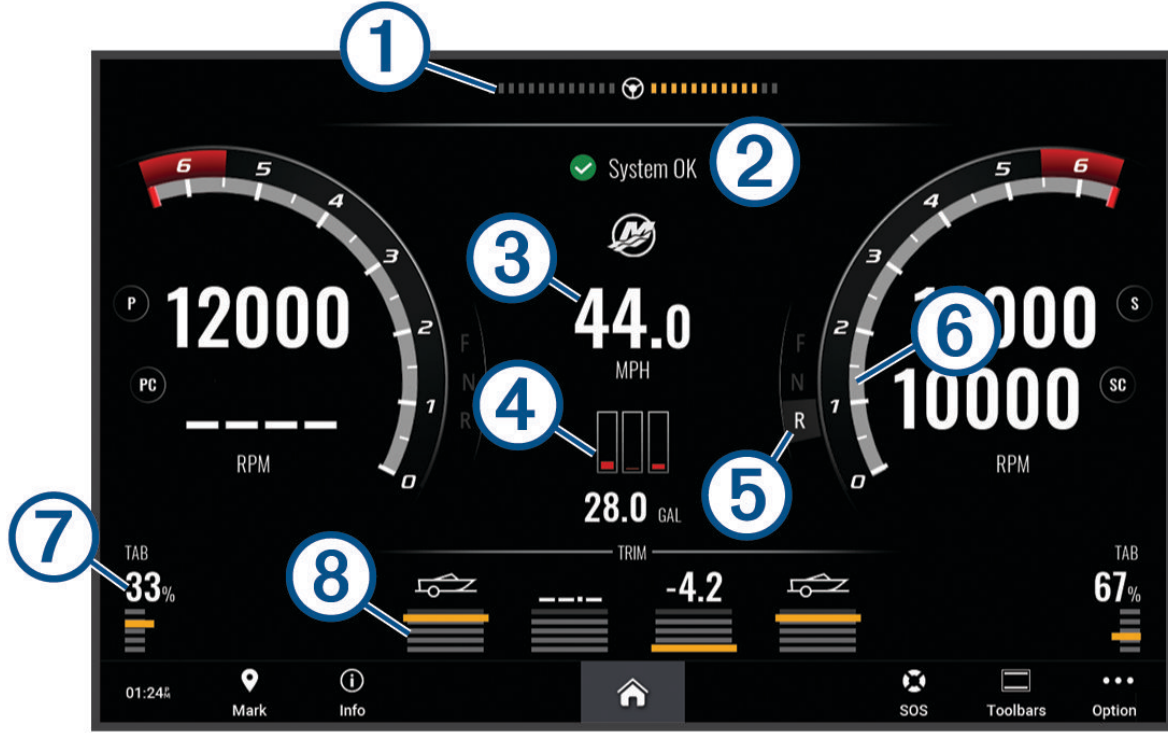 1
System OK
2
6 5 4 3 2 1 0
3
44.0
MPH
P
12000
PC
RPM
F
N
R
4
28.0 GAL
5
F
N
R
6 5 4 3 2 1 0
6
S
10000
SC
RPM
7
TAB
33%
8
TRIM
-4.2
TAB
67%
01:24 PM
Mark
Info
SOS
Toolbars
Option